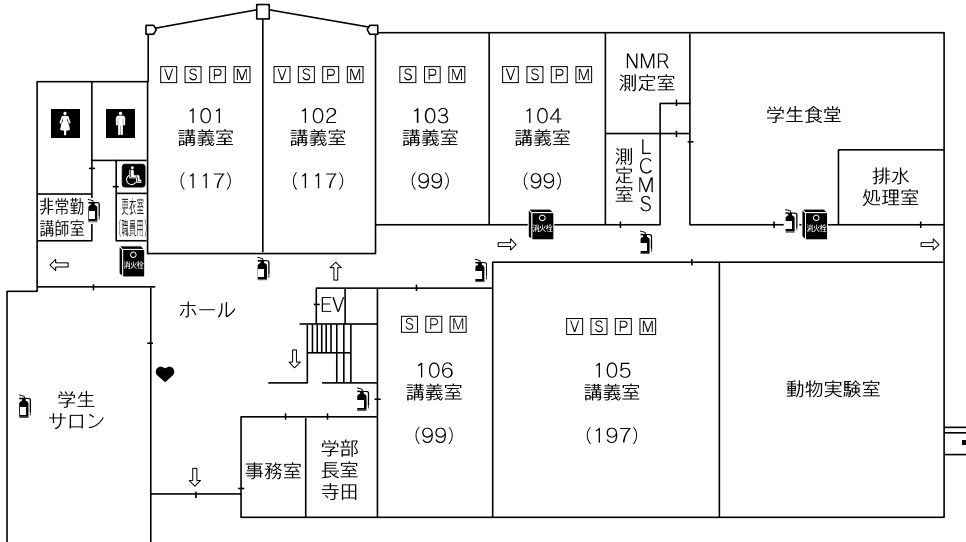 V S P M
101
講義室
(117)
V S P M
102
講義室
(117)
S P M
103
講義室
(99)
V S P M
104
講義室
(99)
NMR
測定室
LCMS
測定室
学生食堂
排水
処理室
非常勤
講師室
更衣室
(職員用)
消火栓
消火栓
消火栓
ホール
EV
学生
サロン
事務室
学部
長室
寺田
S P M
106
講義室
(99)
V S P M
105
講義室
(197)
動物実験室